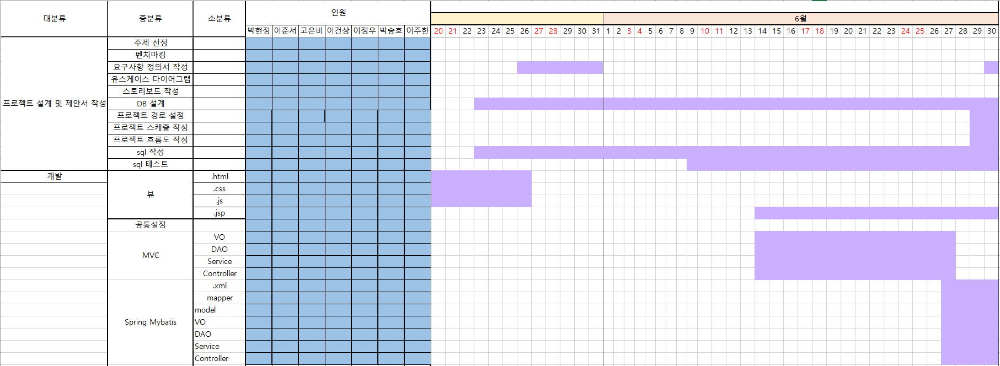 대분류 중분류 소분류 인원
6월
박현정 이준서 고은비 이건상 이정우 박승호 이주한 20 21 22 23 24 25 26 27 28 29 30 31 1 2 3 4 5 6 7 8 9 10 11 12 13 14 15 16 17 18 19 20 21 22 23 24 25 26 27 28 29 30
주제 선정
벤치마킹
요구사항 정의서 작성
유스케이스 다이어그램
스토리보드 작성
프로젝트 설계 및 제안서 작성 DB 설계
프로젝트 경로 설정
프로젝트 스케줄 작성
프로젝트 흐름도 작성
sql 작성
sql 테스트
개발 .html
.css
뷰
.js
.jsp
공통설정
VO
DAO
MVC
Service
Controller
.xml
mapper
model
Spring Mybatis VO
DAO
Service
Controller